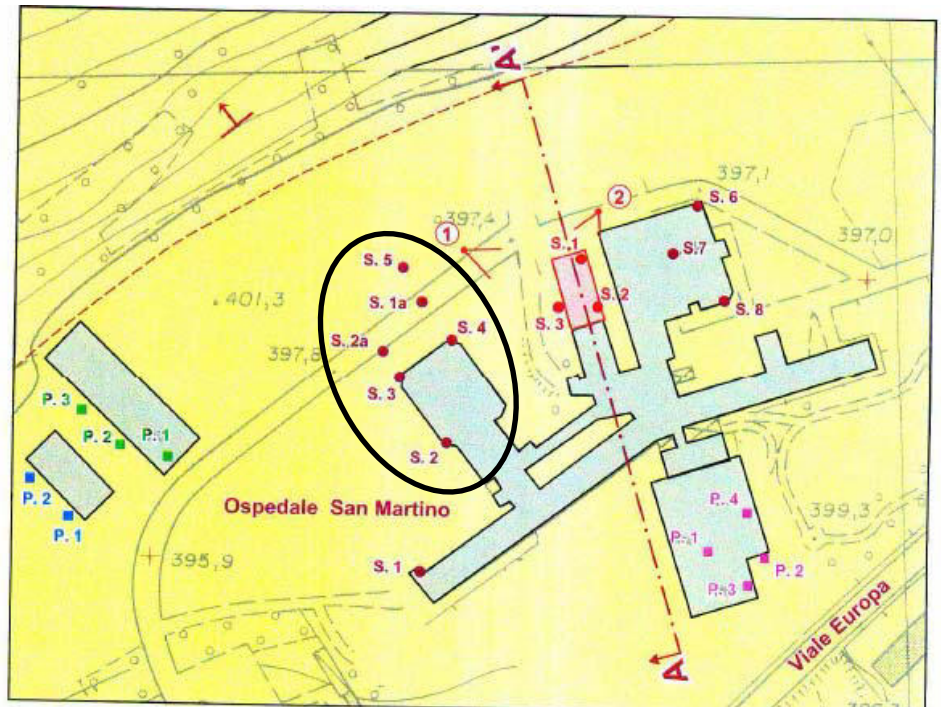 A'
397,1
S. 6
2
397,4
1
397,0
S. 1
S.7
S. 5
S. 1a
S. 2
S. 3
S. 8
401,3
S. 4
S. 2a
397,8
S. 3
P. 3
P. 2
P. 1
S. 2
P. 2
P. 1
Ospedale San Martino
P. 4
399,3
P. 1
P. 2
P. 3
395,9
S. 1
A
Viale Europa